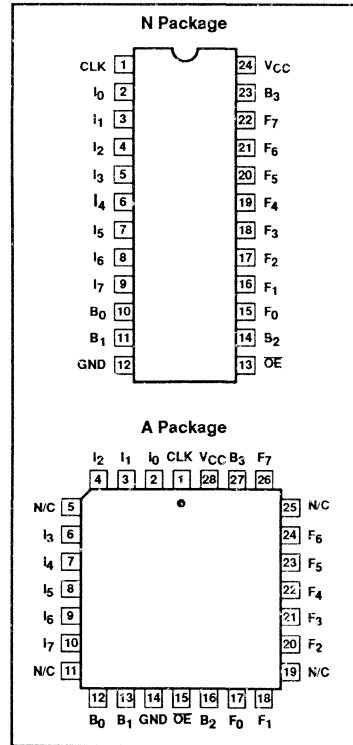 N Package
CLK 1 24 VCC
I0 2 23 B3
I1 3 22 F7
I2 4 21 F6
I3 5 20 F5
I4 6 19 F4
I5 7 18 F3
I6 8 17 F2
I7 9 16 F1
B0 10 15 F0
B1 11 14 B2
GND 12 13 O̅E̅
A Package
I2 I1 I0 CLK VCC B3 F7
4 3 2 1 28 27 26
N/C 5 25 N/C
I3 6 24 F6
I4 7 23 F5
I5 8 22 F4
I6 9 21 F3
I7 10 20 F2
N/C 11 19 N/C
12 13 14 15 16 17 18
B0 B1 GND O̅E̅ B2 F0 F1